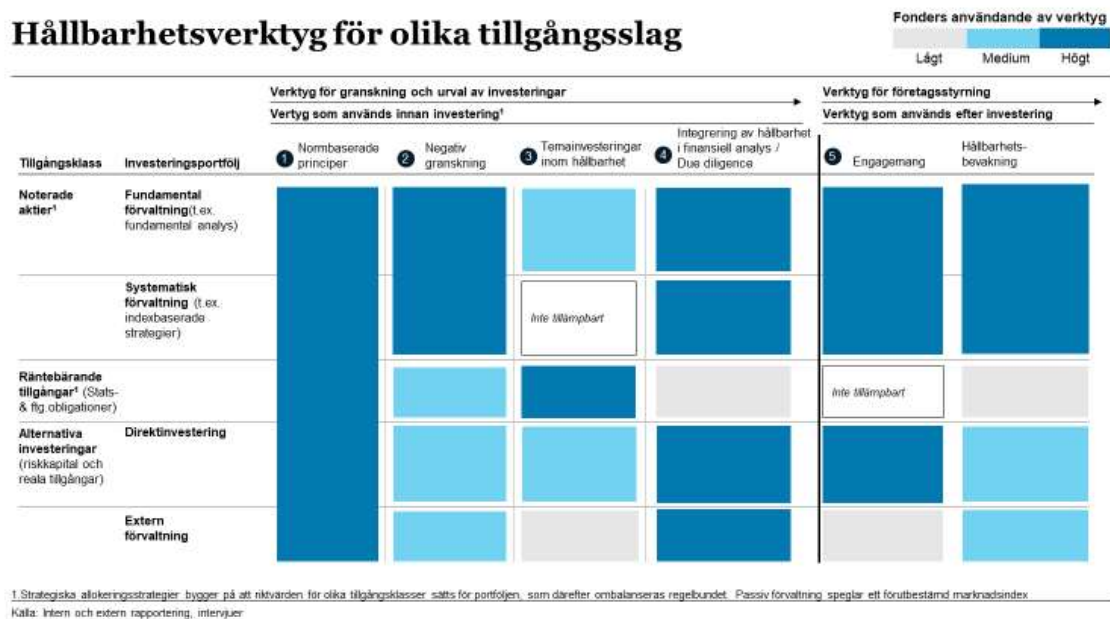 Hållbarhetsverktyg för olika tillgångsslag
Fonders användande av verktyg
Lågt Medium Högt
Verktyg för granskning och urval av investeringar
Vertyg som används innan investering¹
Verktyg för företagsstyrning
Verktyg som används efter investering
Tillgångsklass
Investeringsportfölj
1 Normbaserade
principer
2 Negativ
granskning
3 Temainvesteringar
inom hållbarhet
4 Integrering av hållbarhet
i finansiell analys /
Due diligence
5 Engagemang
Hållbarhets-
bevakning
Noterade
aktier¹
Fundamental
förvaltning(t.ex.
fundamental analys)
Systematisk
förvaltning (t.ex.
indexbaserade
strategier)
Inte tillämpbart
Räntebärande
tillgångar¹ (Stats-
& ftg.obligationer)
Inte tillämpbart
Alternativa
investeringar
(riskkapital och
reala tillgångar)
Direktinvestering
Extern
förvaltning
1.Strategiska allokeringsstrategier bygger på att riktvärden för olika tillgångsklasser sätts för portföljen, som därefter ombalanseras regelbundet. Passiv förvaltning speglar ett förutbestämd marknadsindex
Källa: Intern och extern rapportering, intervjuer